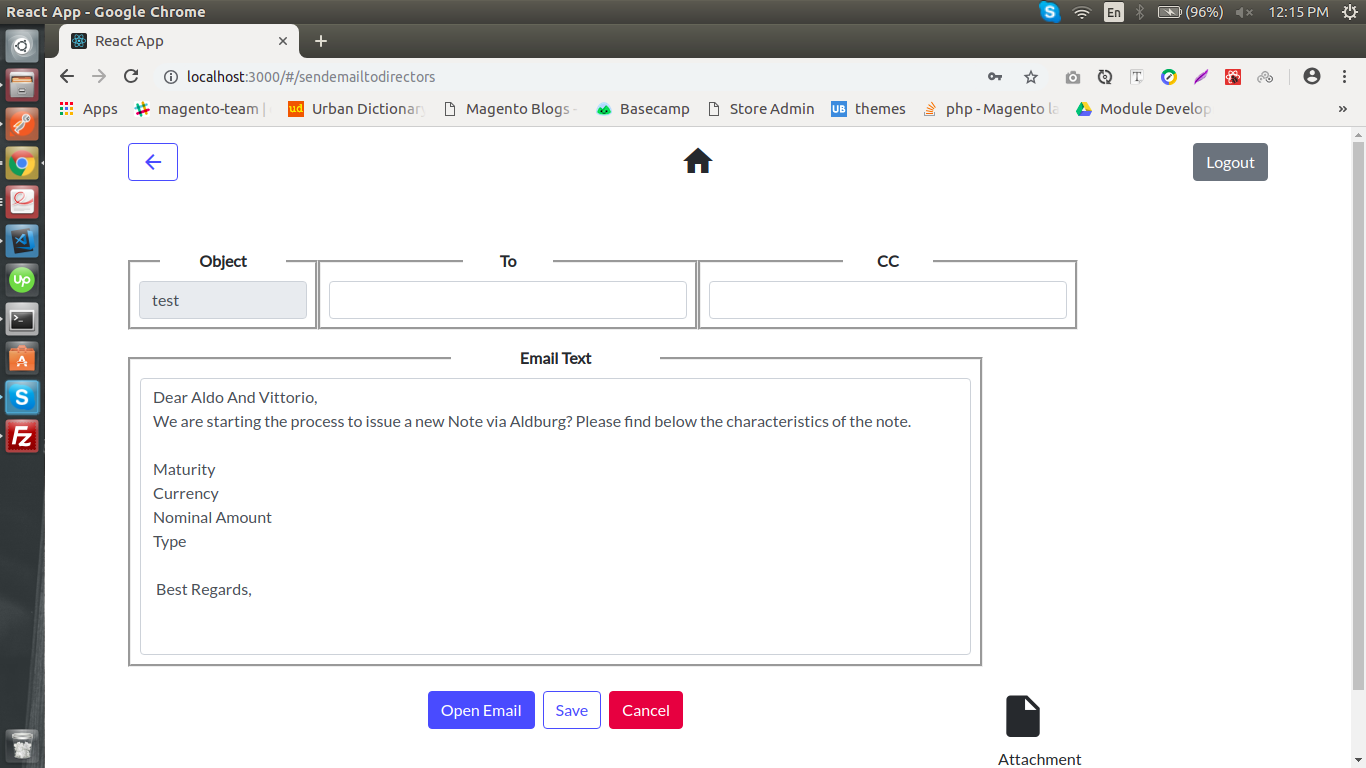 React App - Google Chrome
En
(96%)
12:15 PM
React App
localhost:3000/#/sendemailtodirectors
Apps
magento-team |
ud
Urban Dictionary
Magento Blogs -
Basecamp
Store Admin
UB
themes
php - Magento la
Module Develop
»
Logout
Object
To
CC
test
Email Text
Dear Aldo And Vittorio,
We are starting the process to issue a new Note via Aldburg? Please find below the characteristics of the note.
Maturity
Currency
Nominal Amount
Type
Best Regards,
Open Email
Save
Cancel
Attachment
Up
S
Fz